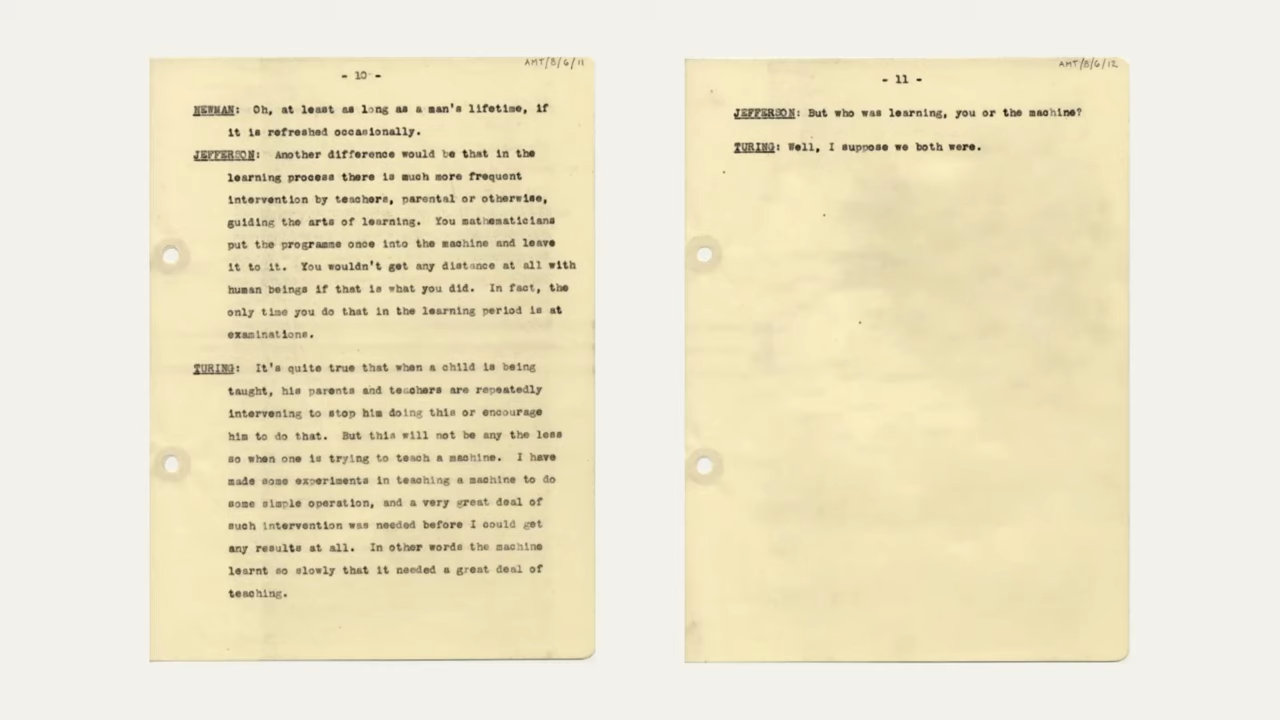 AMT/B/6/11
- 10 -
NEWMAN: Oh, at least as long as a man's lifetime, if
it is refreshed occasionally.
JEFFERSON: Another difference would be that in the
learning process there is much more frequent
intervention by teachers, parental or otherwise,
guiding the arts of learning. You mathematicians
put the programme once into the machine and leave
it to it. You wouldn't get any distance at all with
human beings if that is what you did. In fact, the
only time you do that in the learning period is at
examinations.
TURING: It's quite true that when a child is being
taught, his parents and teachers are repeatedly
intervening to stop him doing this or encourage
him to do that. But this will not be any the less
so when one is trying to teach a machine. I have
made some experiments in teaching a machine to do
some simple operation, and a very great deal of
such intervention was needed before I could get
any results at all. In other words the machine
learnt so slowly that it needed a great deal of
teaching.
AMT/B/6/12
- 11 -
JEFFERSON: But who was learning, you or the machine?
TURING: Well, I suppose we both were.